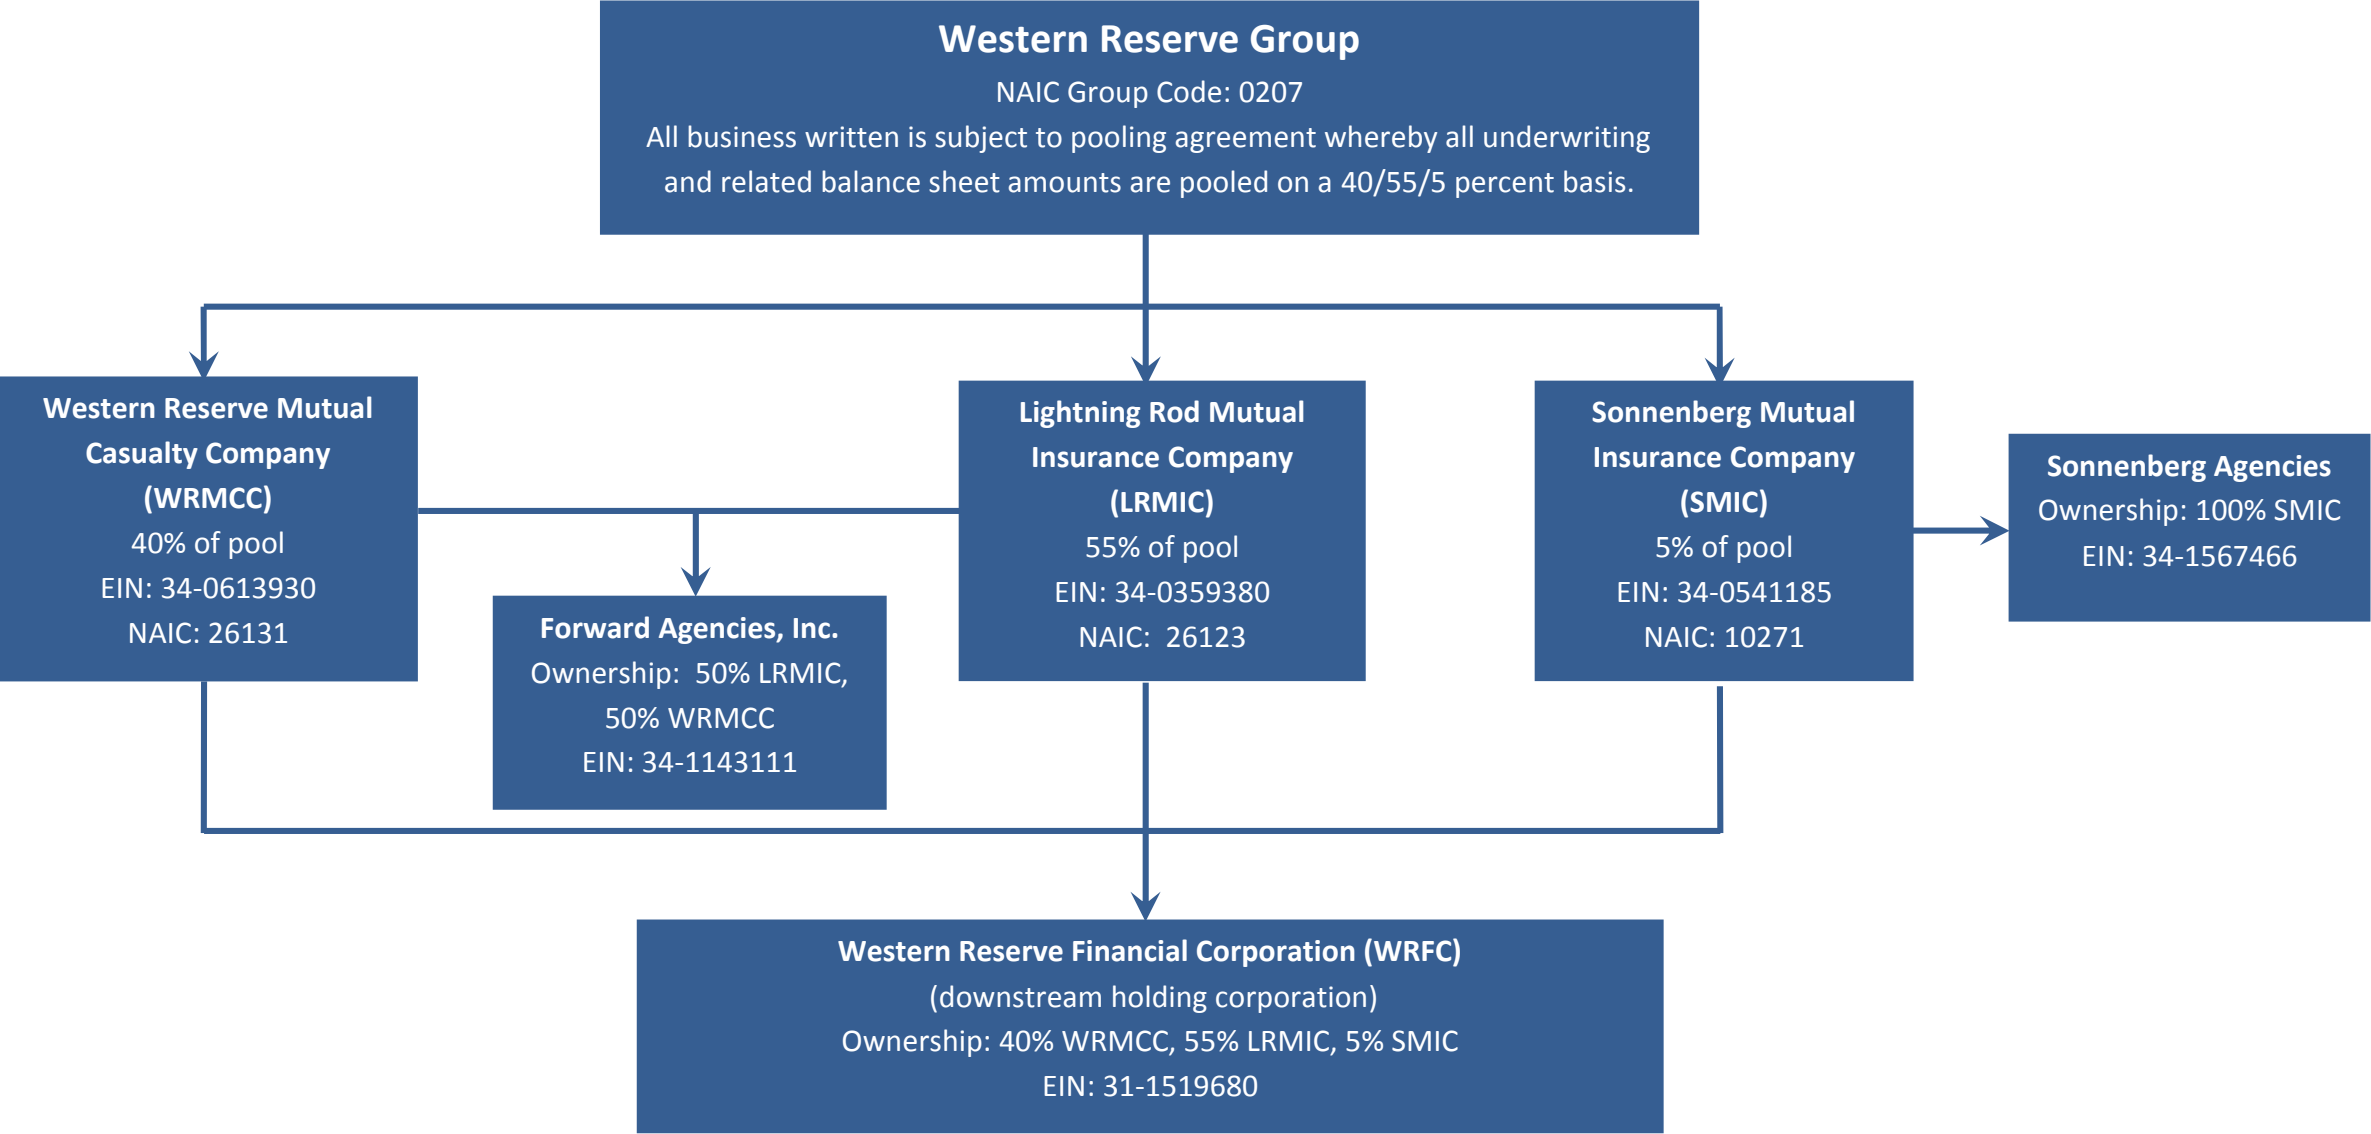 Western Reserve Group
NAIC Group Code: 0207
All business written is subject to pooling agreement whereby all underwriting
and related balance sheet amounts are pooled on a 40/55/5 percent basis.
Western Reserve Mutual
Casualty Company
(WRMCC)
40% of pool
EIN: 34-0613930
NAIC: 26131
Forward Agencies, Inc.
Ownership:  50% LRMIC,
50% WRMCC
EIN: 34-1143111
Lightning Rod Mutual
Insurance Company
(LRMIC)
55% of pool
EIN: 34-0359380
NAIC:  26123
Sonnenberg Mutual
Insurance Company
(SMIC)
5% of pool
EIN: 34-0541185
NAIC: 10271
Sonnenberg Agencies
Ownership: 100% SMIC
EIN: 34-1567466
Western Reserve Financial Corporation (WRFC)
(downstream holding corporation)
Ownership: 40% WRMCC, 55% LRMIC, 5% SMIC
EIN: 31-1519680